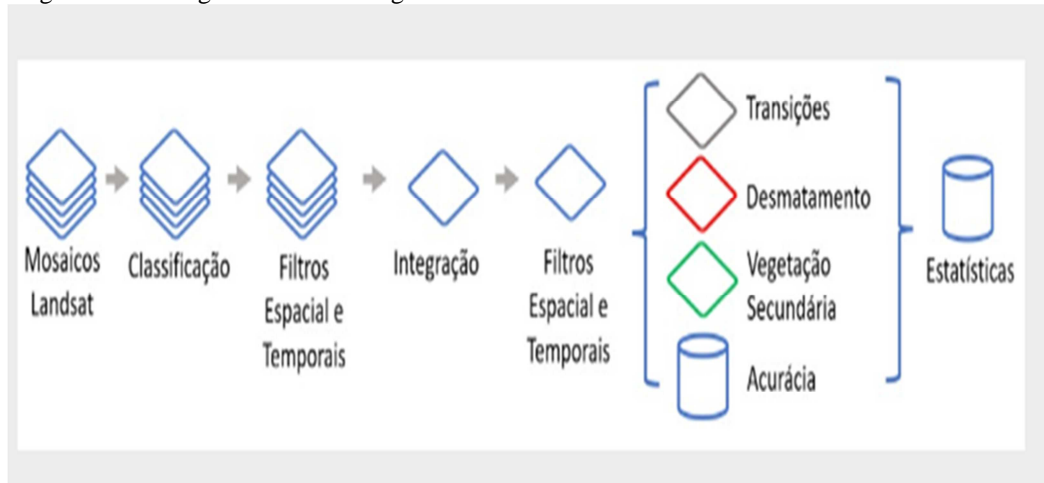 Mosaicos
Landsat
Classificação
Filtros
Espacial e
Temporais
Integração
Filtros
Espacial e
Temporais
Transições
Desmatamento
Vegetação
Secundária
Acurácia
Estatísticas